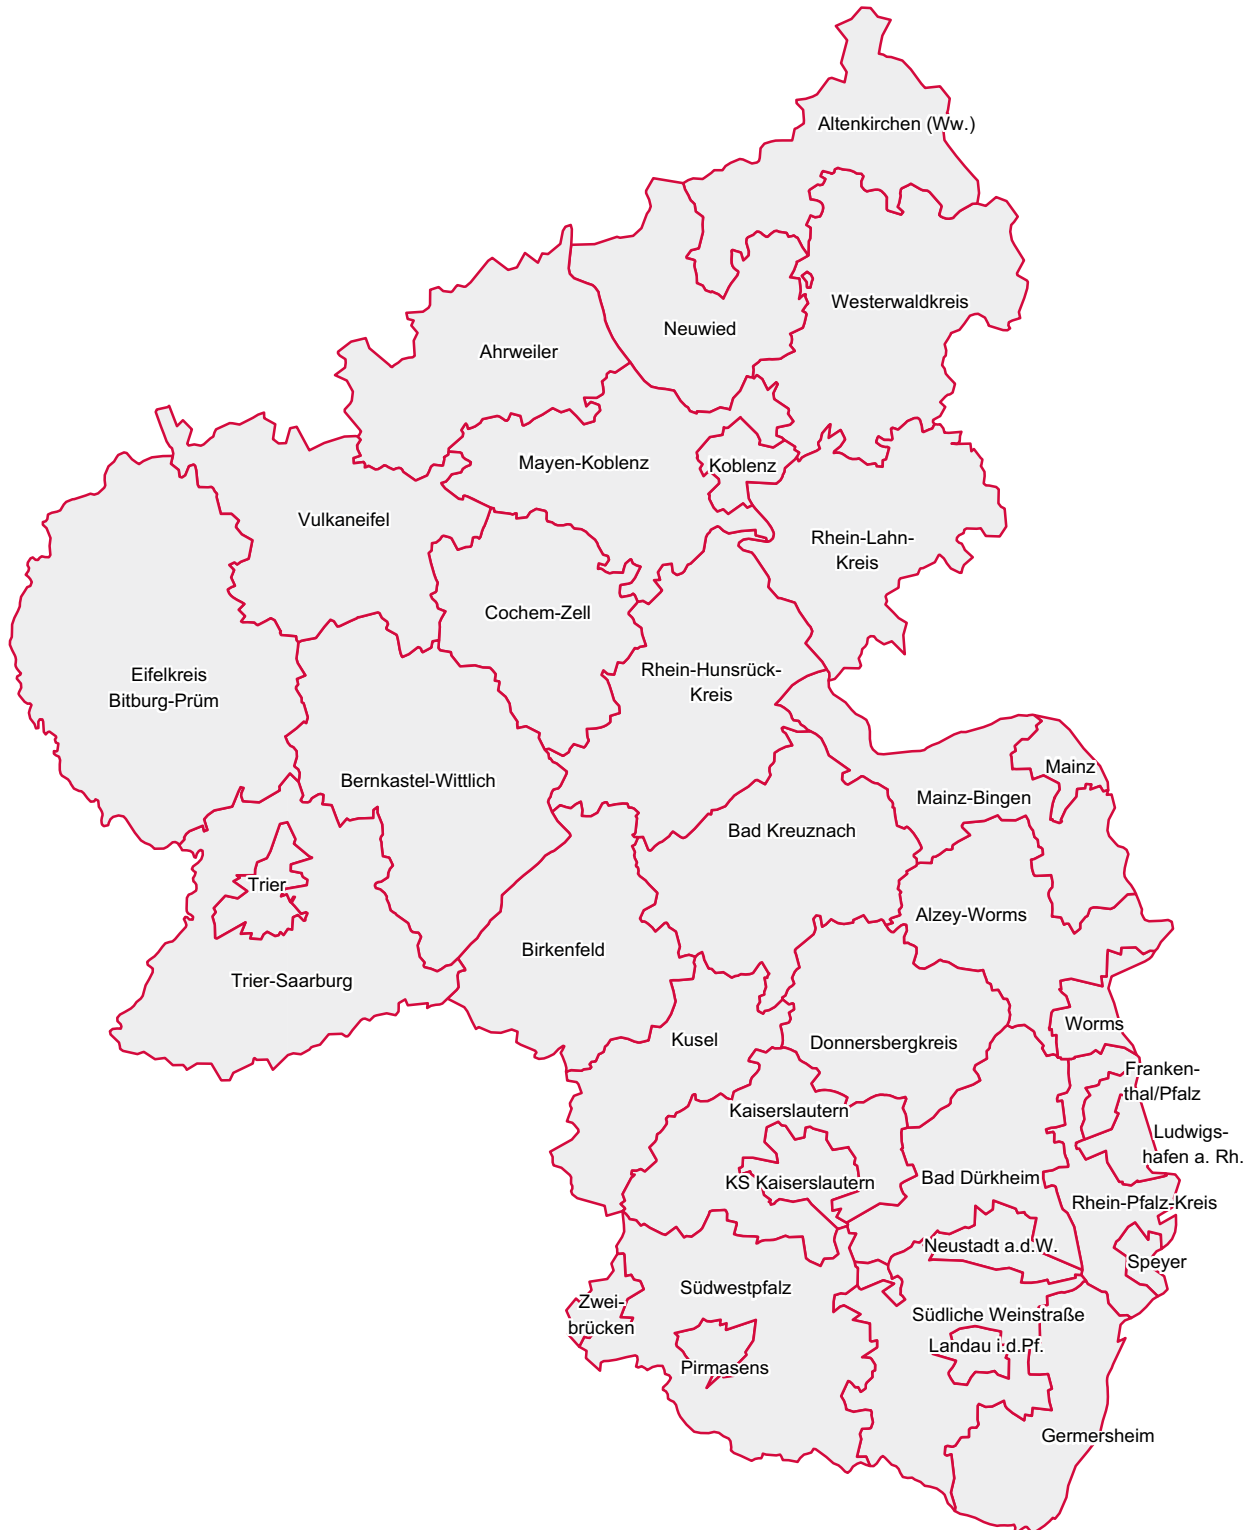 Altenkirchen (Ww.)
Westerwaldkreis
Neuwied
Ahrweiler
Mayen-Koblenz
Koblenz
Vulkaneifel
Rhein-Lahn-
Kreis
Cochem-Zell
Eifelkreis
Bitburg-Prüm
Rhein-Hunsrück-
Kreis
Mainz
Bernkastel-Wittlich
Mainz-Bingen
Bad Kreuznach
Trier
Alzey-Worms
Birkenfeld
Trier-Saarburg
Worms
Kusel
Donnersbergkreis
Franken-
thal/Pfalz
Kaiserslautern
Ludwigs-
hafen a. Rh.
Bad Dürkheim
KS Kaiserslautern
Rhein-Pfalz-Kreis
Neustadt a.d.W.
Speyer
Südwestpfalz
Zwei-
brücken
Südliche Weinstraße
Landau i.d.Pf.
Pirmasens
Germersheim